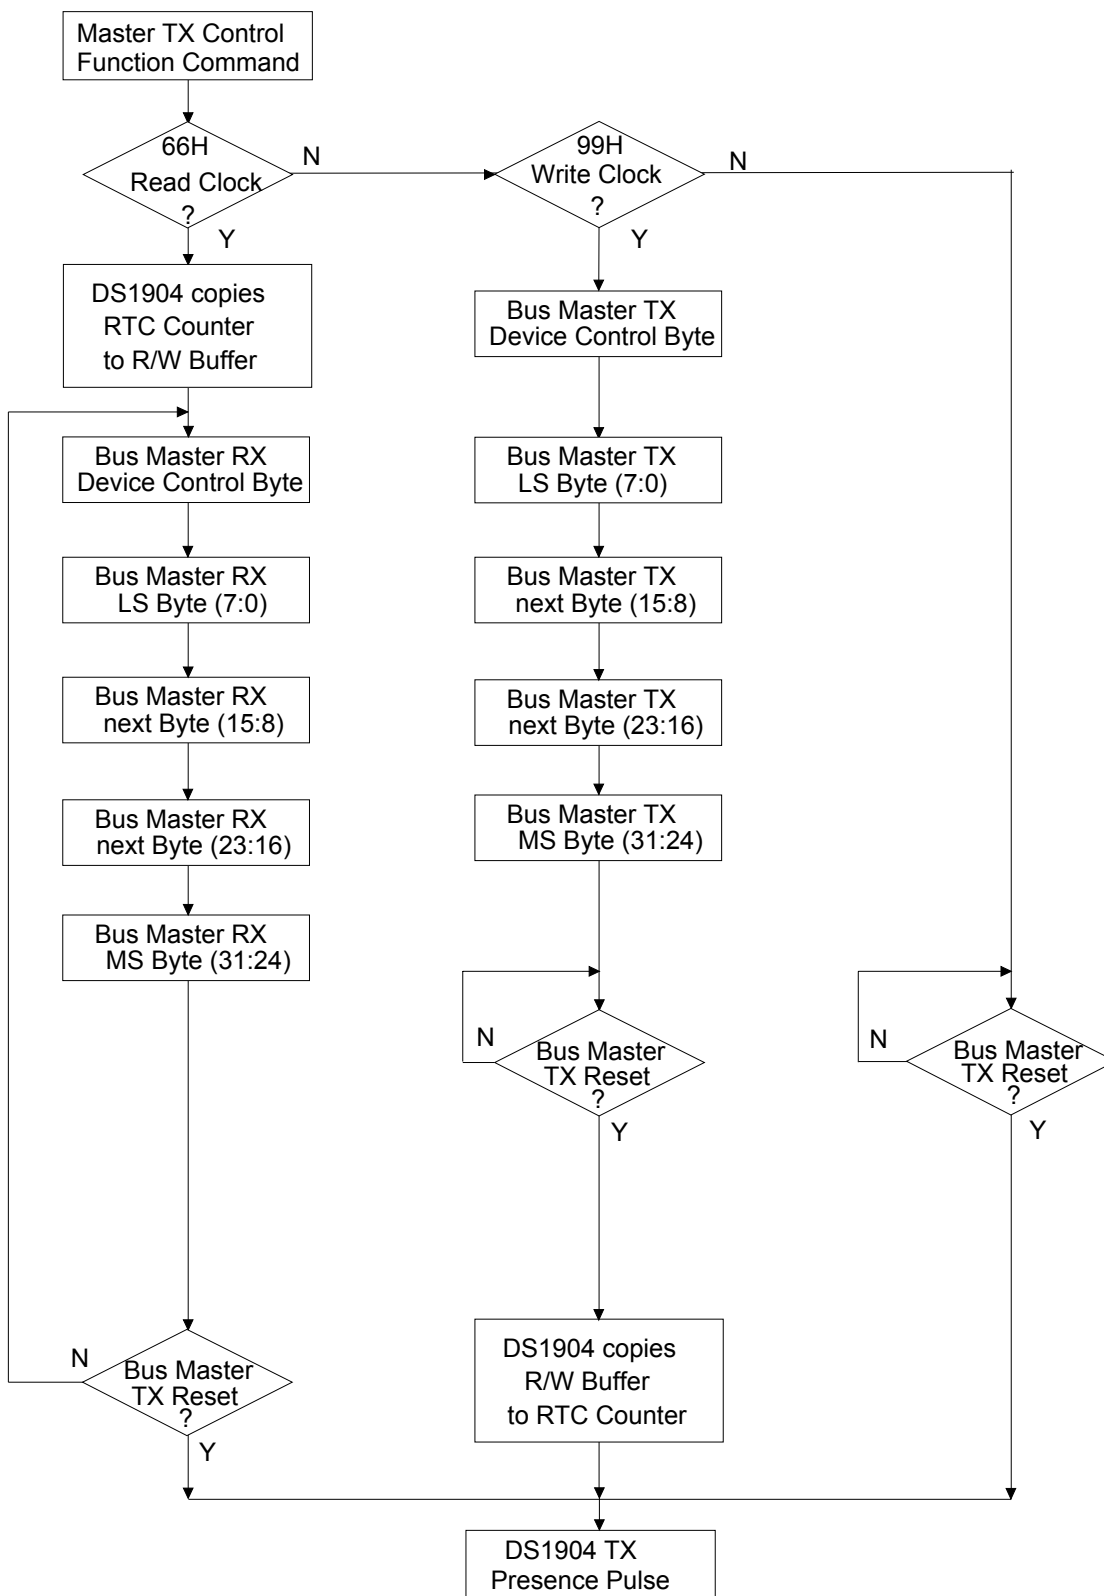 Master TX Control
Function Command
66H
Read Clock
?
N
Y
99H
Write Clock
?
N
Y
DS1904 copies
RTC Counter
to R/W Buffer
Bus Master RX
Device Control Byte
Bus Master RX
LS Byte (7:0)
Bus Master RX
next Byte (15:8)
Bus Master RX
next Byte (23:16)
Bus Master RX
MS Byte (31:24)
N
Bus Master
TX Reset
?
Y
Bus Master TX
Device Control Byte
Bus Master TX
LS Byte (7:0)
Bus Master TX
next Byte (15:8)
Bus Master TX
next Byte (23:16)
Bus Master TX
MS Byte (31:24)
N
Bus Master
TX Reset
?
Y
DS1904 copies
R/W Buffer
to RTC Counter
N
Bus Master
TX Reset
?
Y
DS1904 TX
Presence Pulse